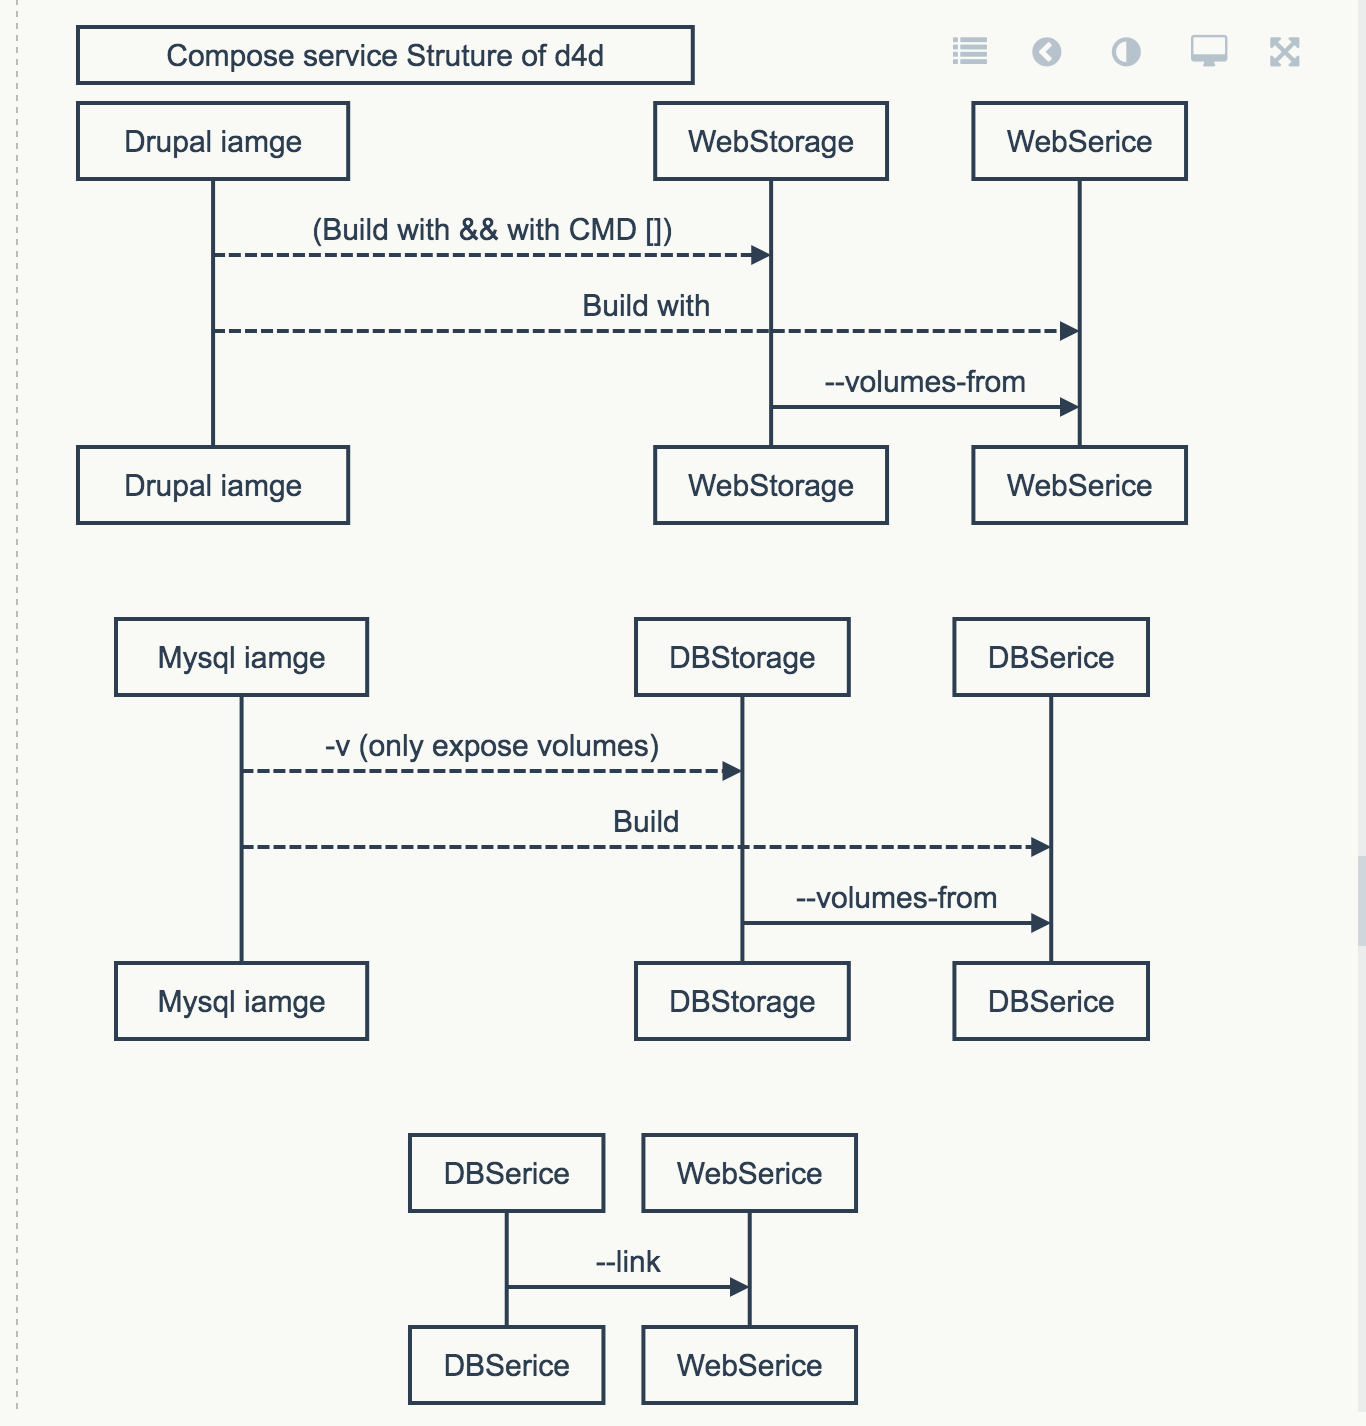 Compose service Struture of d4d
Drupal iamge
WebStorage
WebSerice
(Build with && with CMD [])
Build with
--volumes-from
Drupal iamge
WebStorage
WebSerice
Mysql iamge
DBStorage
DBSerice
-v (only expose volumes)
Build
--volumes-from
Mysql iamge
DBStorage
DBSerice
DBSerice
WebSerice
--link
DBSerice
WebSerice